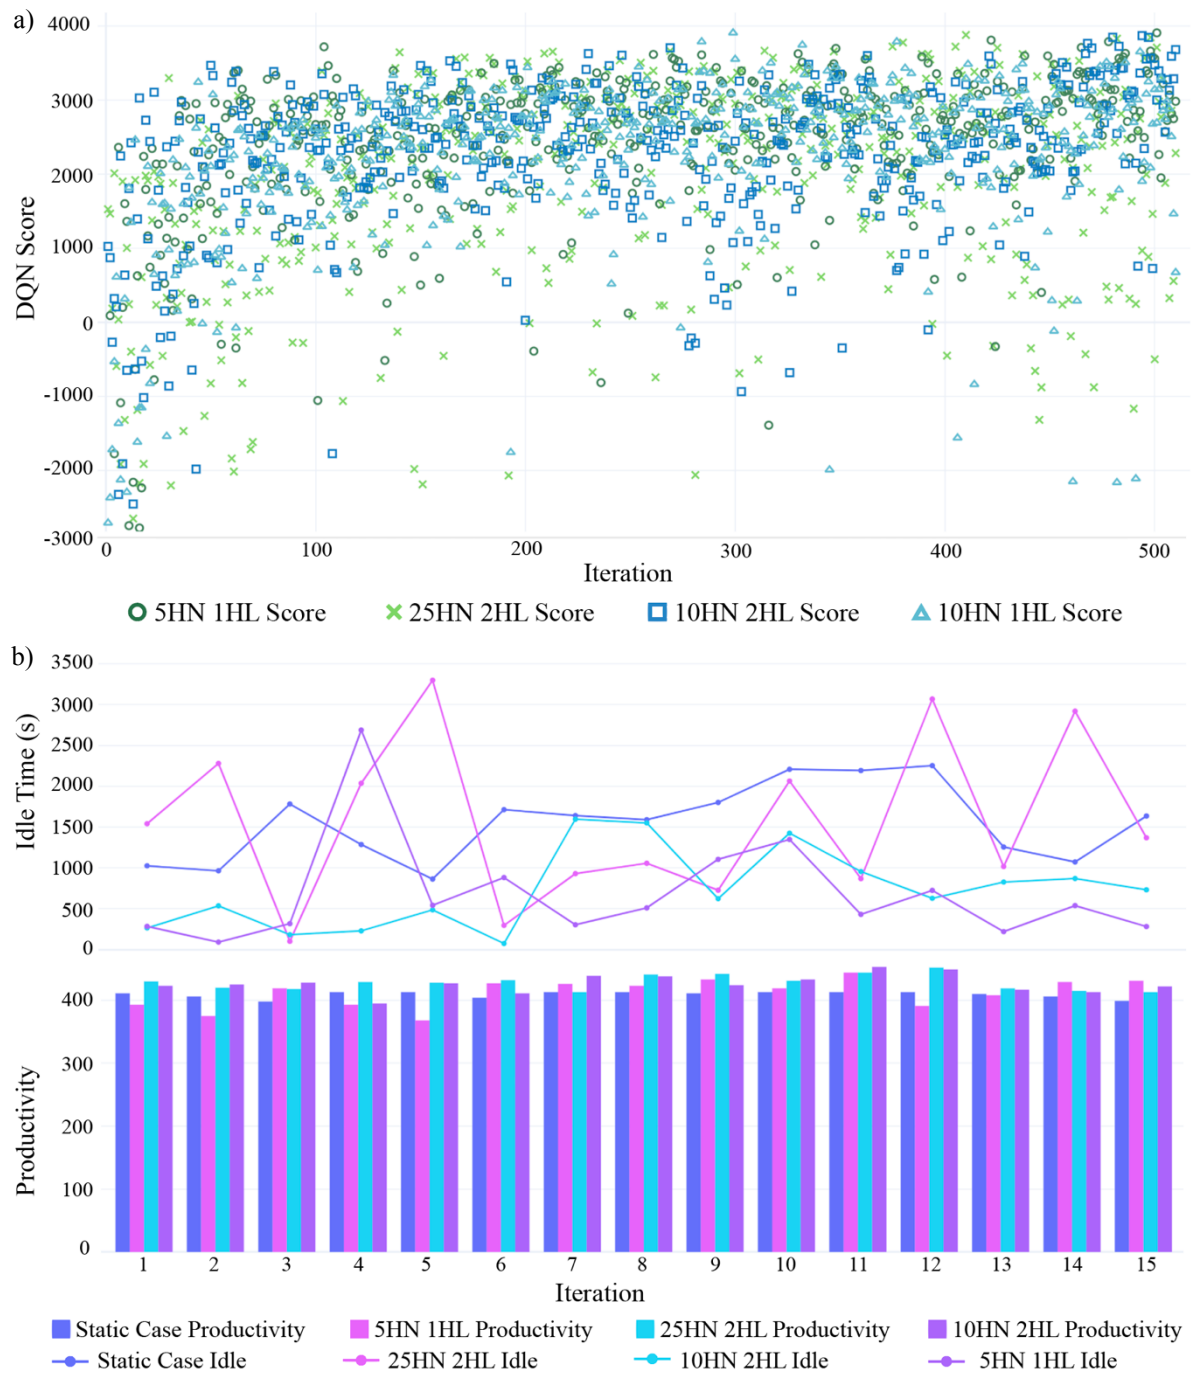 a)
4000
3000
2000
1000
0
-1000
-2000
-3000
DQN Score
0 100 200 300 400 500
Iteration
5HN 1HL Score 25HN 2HL Score 10HN 2HL Score 10HN 1HL Score
b)
3500
3000
2500
2000
1500
1000
500
0
Idle Time (s)
400
300
200
100
0
Productivity
1 2 3 4 5 6 7 8 9 10 11 12 13 14 15
Iteration
Static Case Productivity 5HN 1HL Productivity 25HN 2HL Productivity 10HN 2HL Productivity
Static Case Idle 25HN 2HL Idle 10HN 2HL Idle 5HN 1HL Idle